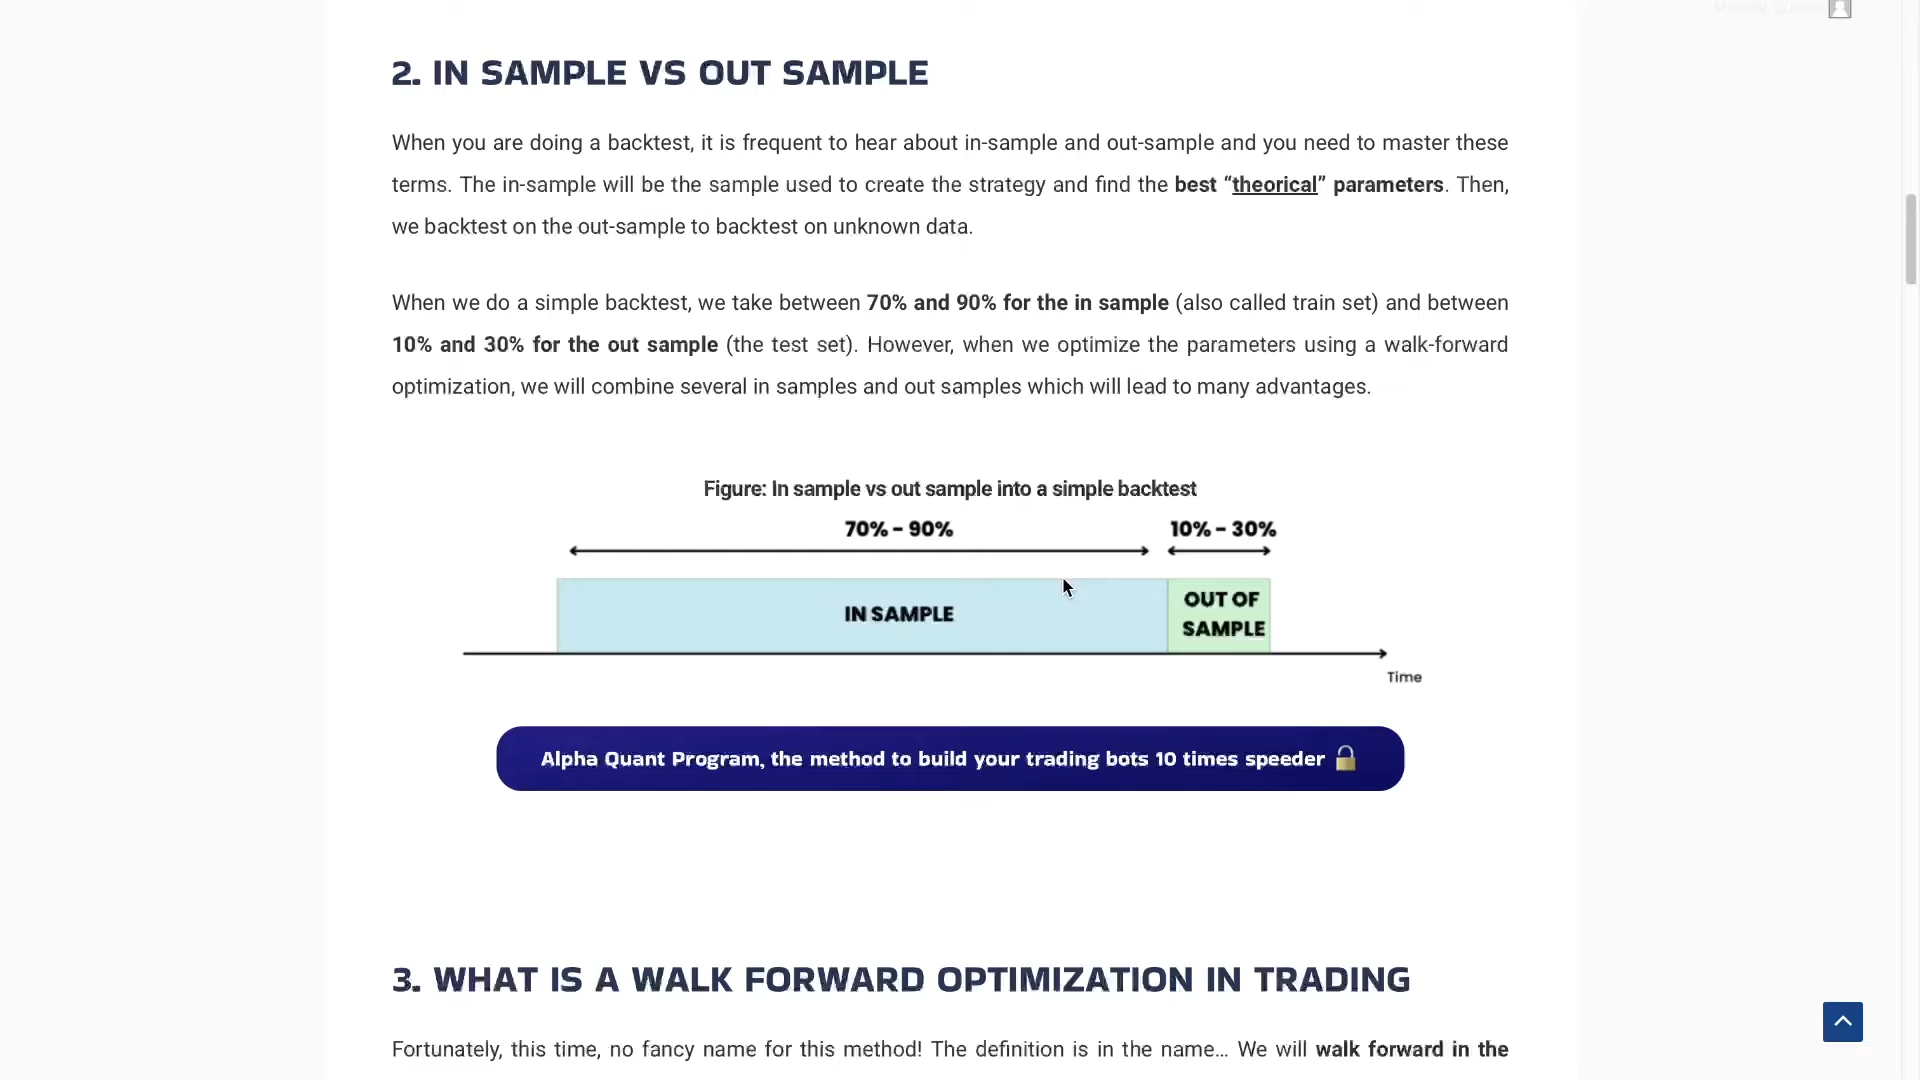 2. IN SAMPLE VS OUT SAMPLE
When you are doing a backtest, it is frequent to hear about in-sample and out-sample and you need to master these
terms. The in-sample will be the sample used to create the strategy and find the best “theorical” parameters. Then,
we backtest on the out-sample to backtest on unknown data.
When we do a simple backtest, we take between 70% and 90% for the in sample (also called train set) and between
10% and 30% for the out sample (the test set). However, when we optimize the parameters using a walk-forward
optimization, we will combine several in samples and out samples which will lead to many advantages.
Figure: In sample vs out sample into a simple backtest
70% - 90%
10% - 30%
IN SAMPLE
OUT OF
SAMPLE
Time
Alpha Quant Program, the method to build your trading bots 10 times speeder
3. WHAT IS A WALK FORWARD OPTIMIZATION IN TRADING
Fortunately, this time, no fancy name for this method! The definition is in the name… We will walk forward in the